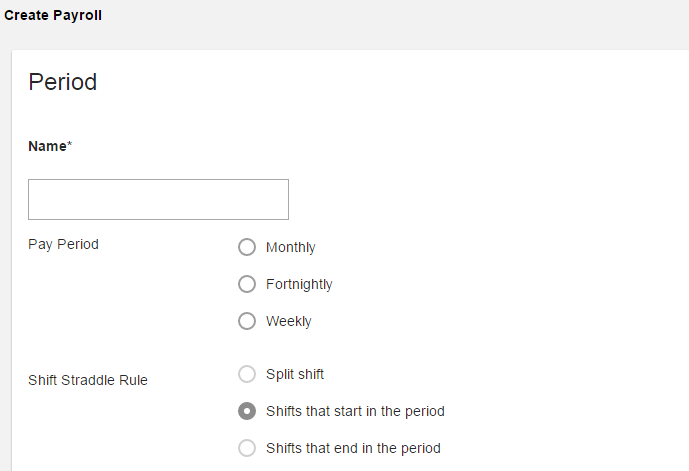 Create Payroll
Period
Name*
Pay Period
Monthly
Fortnightly
Weekly
Shift Straddle Rule
Split shift
Shifts that start in the period
Shifts that end in the period